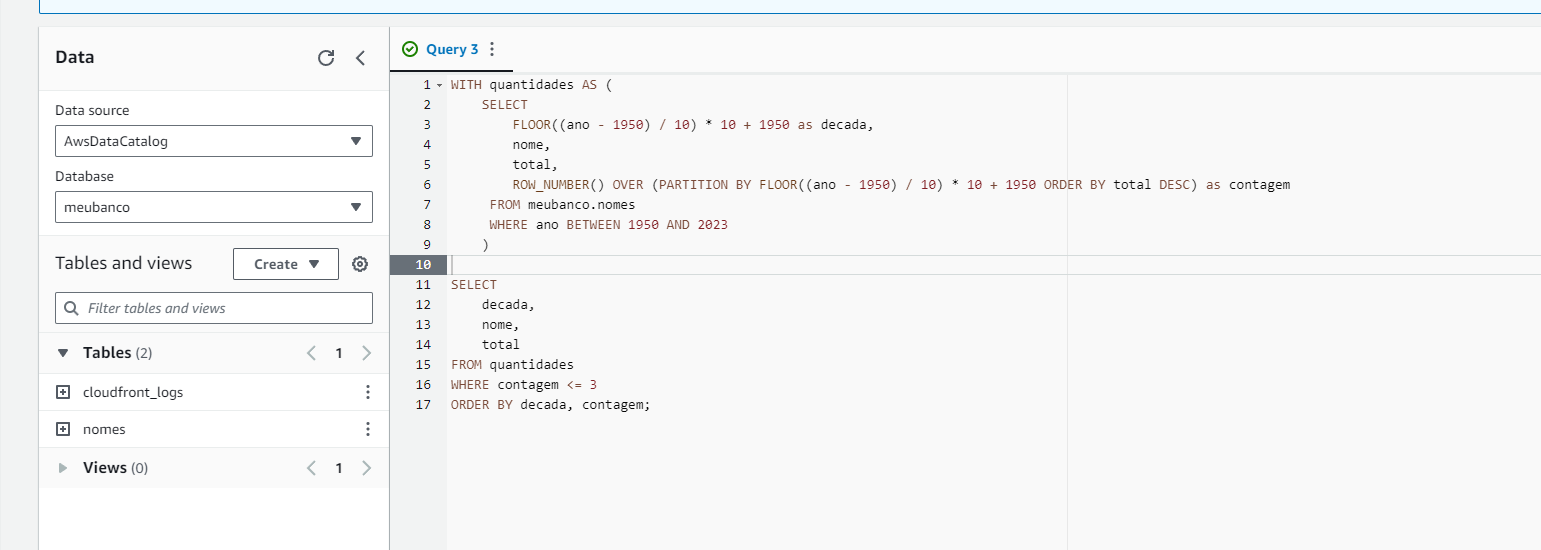 Data
Data source
AwsDataCatalog
Database
meubanco
Tables and views
Create
Filter tables and views
Tables (2)
1
cloudfront_logs
nomes
Views (0)
1
Query 3
1 WITH quantidades AS (
2     SELECT
3         FLOOR((ano - 1950) / 10) * 10 + 1950 as decada,
4         nome,
5         total,
6         ROW_NUMBER() OVER (PARTITION BY FLOOR((ano - 1950) / 10) * 10 + 1950 ORDER BY total DESC) as contagem
7      FROM meubanco.nomes
8      WHERE ano BETWEEN 1950 AND 2023
9     )
10
11 SELECT
12     decada,
13     nome,
14     total
15 FROM quantidades
16 WHERE contagem <= 3
17 ORDER BY decada, contagem;